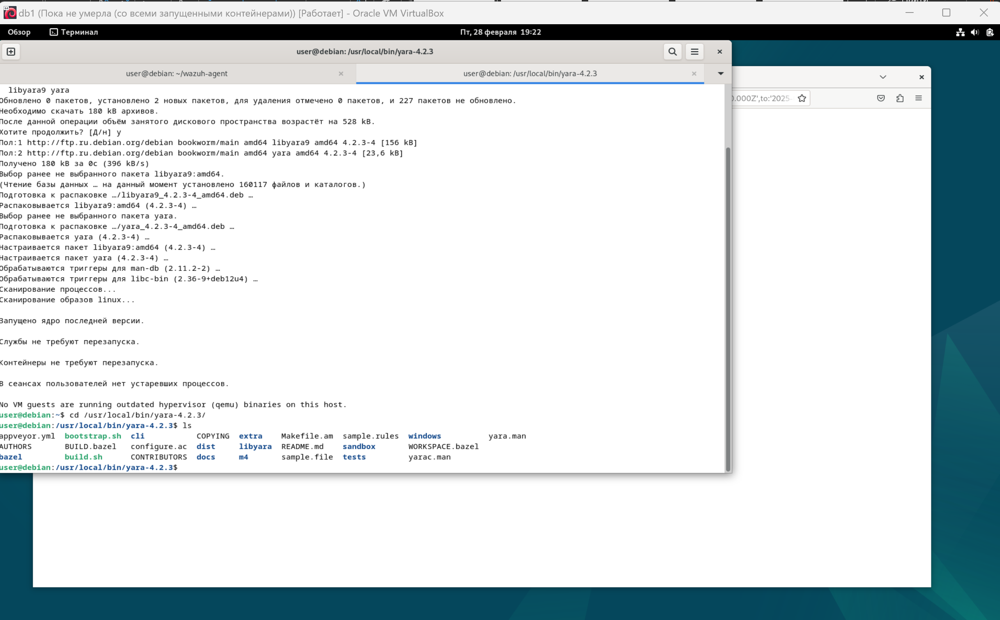 db1 (Пока не умерла (со всеми запущенными контейнерами)) [Работает] - Oracle VM VirtualBox
Обзор Терминал Пт, 28 февраля 19:22
user@debian: /usr/local/bin/yara-4.2.3
user@debian: ~/wazuh-agent user@debian: /usr/local/bin/yara-4.2.3
.000Z',to:'2025-
libyara9 yara
Обновлено 0 пакетов, установлено 2 новых пакетов, для удаления отмечено 0 пакетов, и 227 пакетов не обновлено.
Необходимо скачать 180 kB архивов.
После данной операции объём занятого дискового пространства возрастёт на 528 kB.
Хотите продолжить? [Д/н] y
Пол:1 http://ftp.ru.debian.org/debian bookworm/main amd64 libyara9 amd64 4.2.3-4 [156 kB]
Пол:2 http://ftp.ru.debian.org/debian bookworm/main amd64 yara amd64 4.2.3-4 [23,6 kB]
Получено 180 kB за 0с (396 kB/s)
Выбор ранее не выбранного пакета libyara9:amd64.
(Чтение базы данных … на данный момент установлено 160117 файлов и каталогов.)
Подготовка к распаковке …/libyara9_4.2.3-4_amd64.deb …
Распаковывается libyara9:amd64 (4.2.3-4) …
Выбор ранее не выбранного пакета yara.
Подготовка к распаковке …/yara_4.2.3-4_amd64.deb …
Распаковывается yara (4.2.3-4) …
Настраивается пакет libyara9:amd64 (4.2.3-4) …
Настраивается пакет yara (4.2.3-4) …
Обрабатываются триггеры для man-db (2.11.2-2) …
Обрабатываются триггеры для libc-bin (2.36-9+deb12u4) …
Сканирование процессов...
Сканирование образов linux...
Запущено ядро последней версии.
Службы не требуют перезапуска.
Контейнеры не требуют перезапуска.
В сеансах пользователей нет устаревших процессов.
No VM guests are running outdated hypervisor (qemu) binaries on this host.
user@debian:~$ cd /usr/local/bin/yara-4.2.3/
user@debian:/usr/local/bin/yara-4.2.3$ ls
appveyor.yml bootstrap.sh cli COPYING extra Makefile.am sample.rules windows yara.man
AUTHORS BUILD.bazel configure.ac dist libyara README.md sandbox WORKSPACE.bazel
bazel build.sh CONTRIBUTORS docs m4 sample.file tests yarac.man
user@debian:/usr/local/bin/yara-4.2.3$